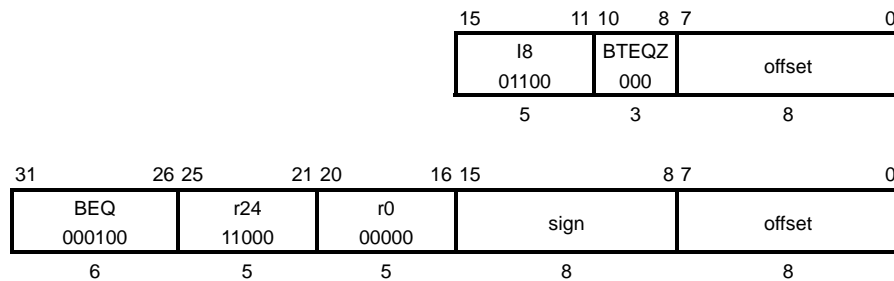 15 11 10 8 7 0
I8 BTEQZ offset
01100 000
5 3 8
31 26 25 21 20 16 15 8 7 0
BEQ r24 r0 sign offset
000100 11000 00000
6 5 5 8 8